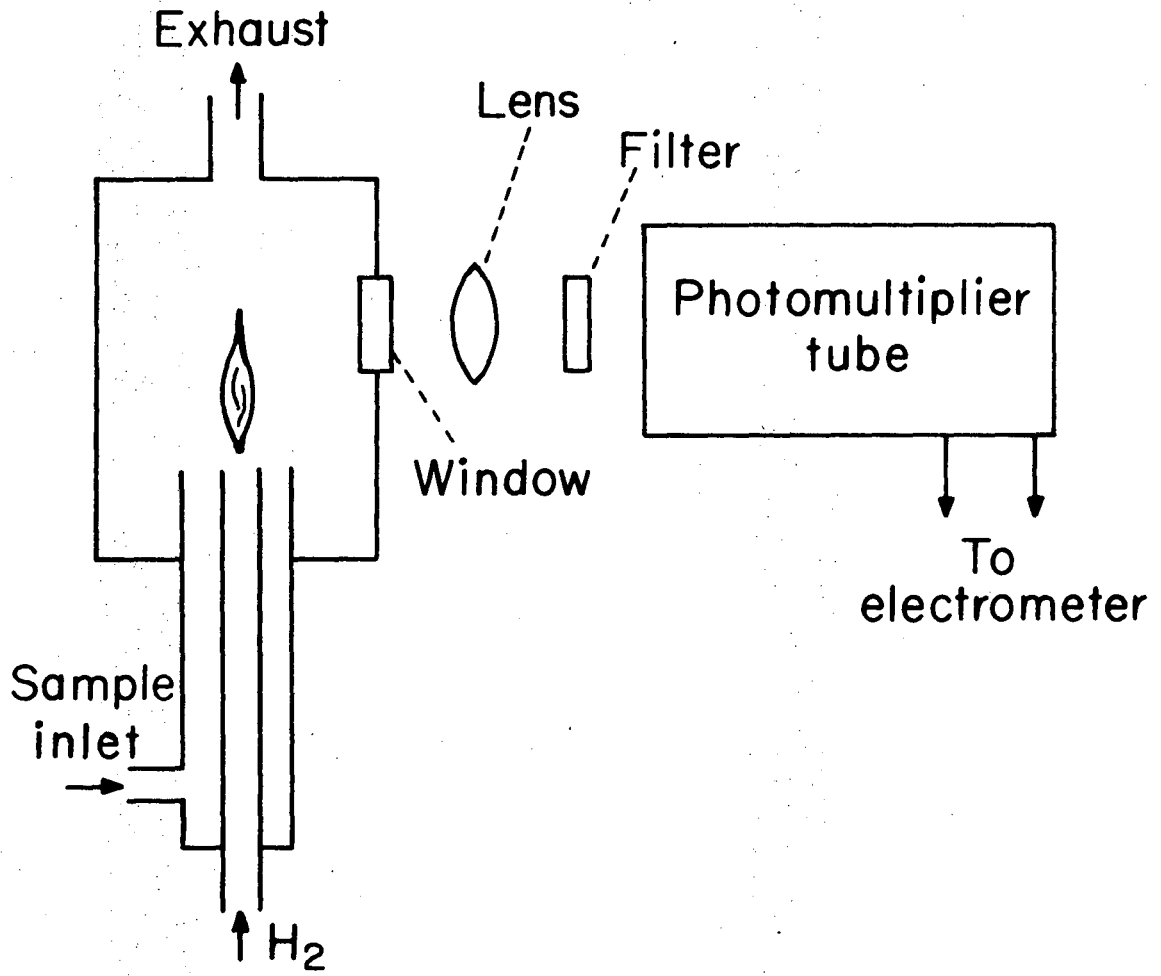 Exhaust
Lens
Filter
Photomultiplier
tube
Window
To
electrometer
Sample
inlet
H₂